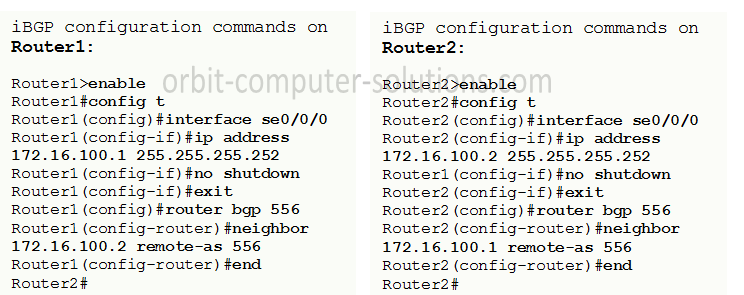 iBGP configuration commands on
Router1:
Router1>enable
Router1#config t
Router1(config)#interface se0/0/0
Router1(config-if)#ip address
172.16.100.1 255.255.255.252
Router1(config-if)#no shutdown
Router1(config-if)#exit
Router1(config)#router bgp 556
Router1(config-router)#neighbor
172.16.100.2 remote-as 556
Router1(config-router)#end
Router2#
iBGP configuration commands on
Router2:
Router2>enable
Router2#config t
Router2(config)#interface se0/0/0
Router2(config-if)#ip address
172.16.100.2 255.255.255.252
Router2(config-if)#no shutdown
Router2(config-if)#exit
Router2(config)#router bgp 556
Router2(config-router)#neighbor
172.16.100.1 remote-as 556
Router2(config-router)#end
Router2#
orbit-computer-solutions.com